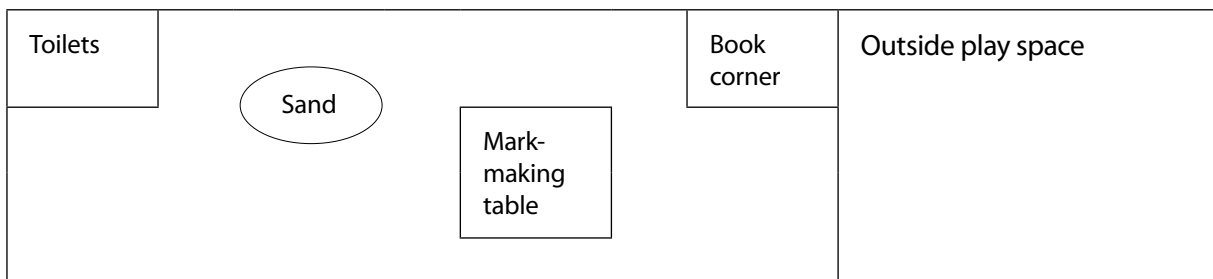 Toilets
Sand
Mark-
making
table
Book
corner
Outside play space